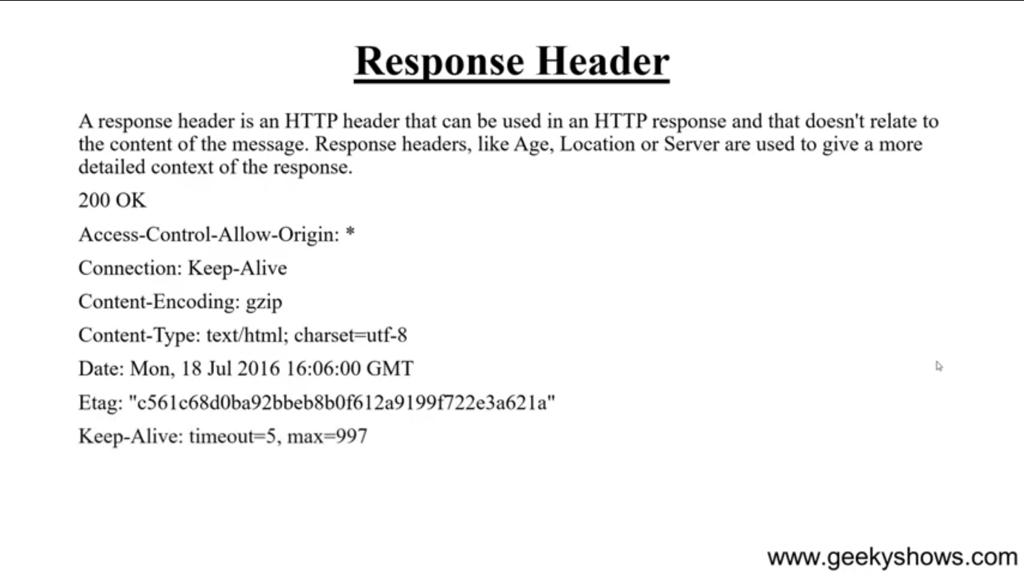 Response Header
A response header is an HTTP header that can be used in an HTTP response and that doesn't relate to
the content of the message. Response headers, like Age, Location or Server are used to give a more
detailed context of the response.
200 OK
Access-Control-Allow-Origin: *
Connection: Keep-Alive
Content-Encoding: gzip
Content-Type: text/html; charset=utf-8
Date: Mon, 18 Jul 2016 16:06:00 GMT
Etag: "c561c68d0ba92bbeb8b0f612a9199f722e3a621a"
Keep-Alive: timeout=5, max=997
www.geekyshows.com